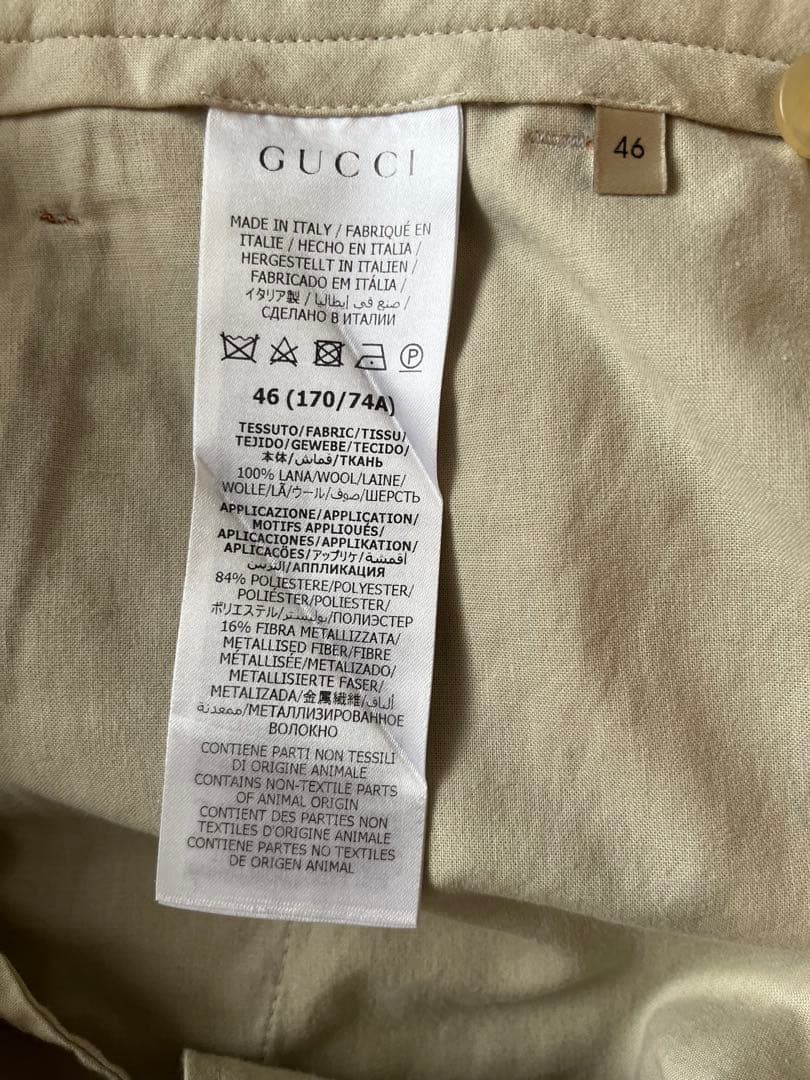 GUCCI
46
MADE IN ITALY / FABRIQUÉ EN
ITALIE / HECHO EN ITALIA /
HERGESTELLT IN ITALIEN /
FABRICADO EM ITÁLIA /
イタリア製 / صنع في إيطاليا /
СДЕЛАНО В ИТАЛИИ
P
46 (170/74A)
TESSUTO/FABRIC/TISSU/
TEJIDO/GEWEBE/TECIDO/
本体/قماش/ТКАНЬ
100% LANA/WOOL/LAINE/
WOLLE/LÃ/ウール/صوف/ШЕРСТЬ
APPLICAZIONE/APPLICATION/
MOTIFS APPLIQUÉS/
APLICACIONES/APPLIKATION/
APLICAÇÕES/アップリケ/أقمشة
التزيين/АППЛИКАЦИЯ
84% POLIESTERE/POLYESTER/
POLIÉSTER/POLIESTER/
ポリエステル/بوليستر/ПОЛИЭСТЕР
16% FIBRA METALLIZZATA/
METALLISED FIBER/FIBRE
MÉTALLISÉE/METALIZADO/
METALLISIERTE FASER/
METALIZADA/金属繊維/ألياف
ممعدنة/МЕТАЛЛИЗИРОВАННОЕ
ВОЛОКНО
CONTIENE PARTI NON TESSILI
DI ORIGINE ANIMALE
CONTAINS NON-TEXTILE PARTS
OF ANIMAL ORIGIN
CONTIENT DES PARTIES NON
TEXTILES D'ORIGINE ANIMALE
CONTIENE PARTES NO TEXTILES
DE ORIGEN ANIMAL